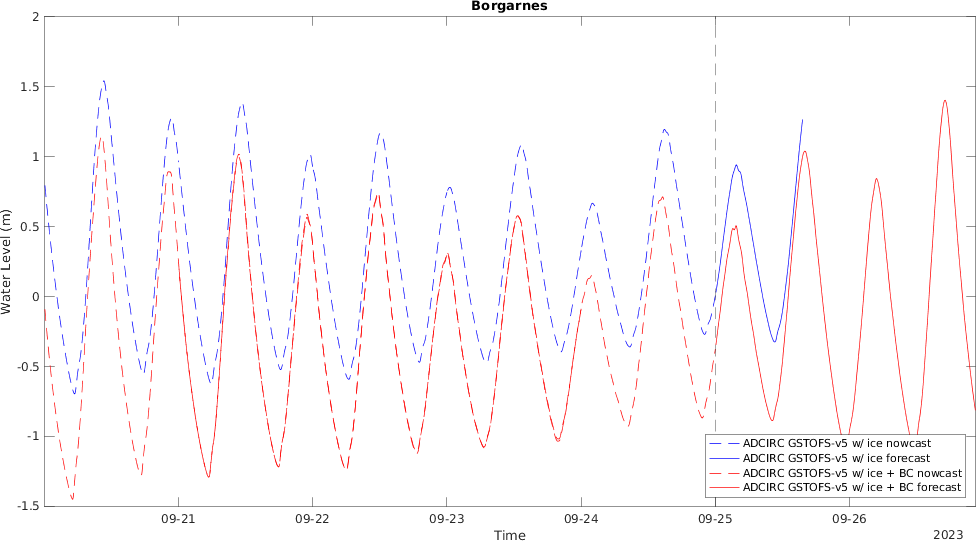 Borgarnes
2
1.5
1
0.5
0
-0.5
-1
-1.5
Water Level (m)
09-21 09-22 09-23 09-24 09-25 09-26
Time
2023
ADCIRC GSTOFS-v5 w/ ice nowcast
ADCIRC GSTOFS-v5 w/ ice forecast
ADCIRC GSTOFS-v5 w/ ice + BC nowcast
ADCIRC GSTOFS-v5 w/ ice + BC forecast